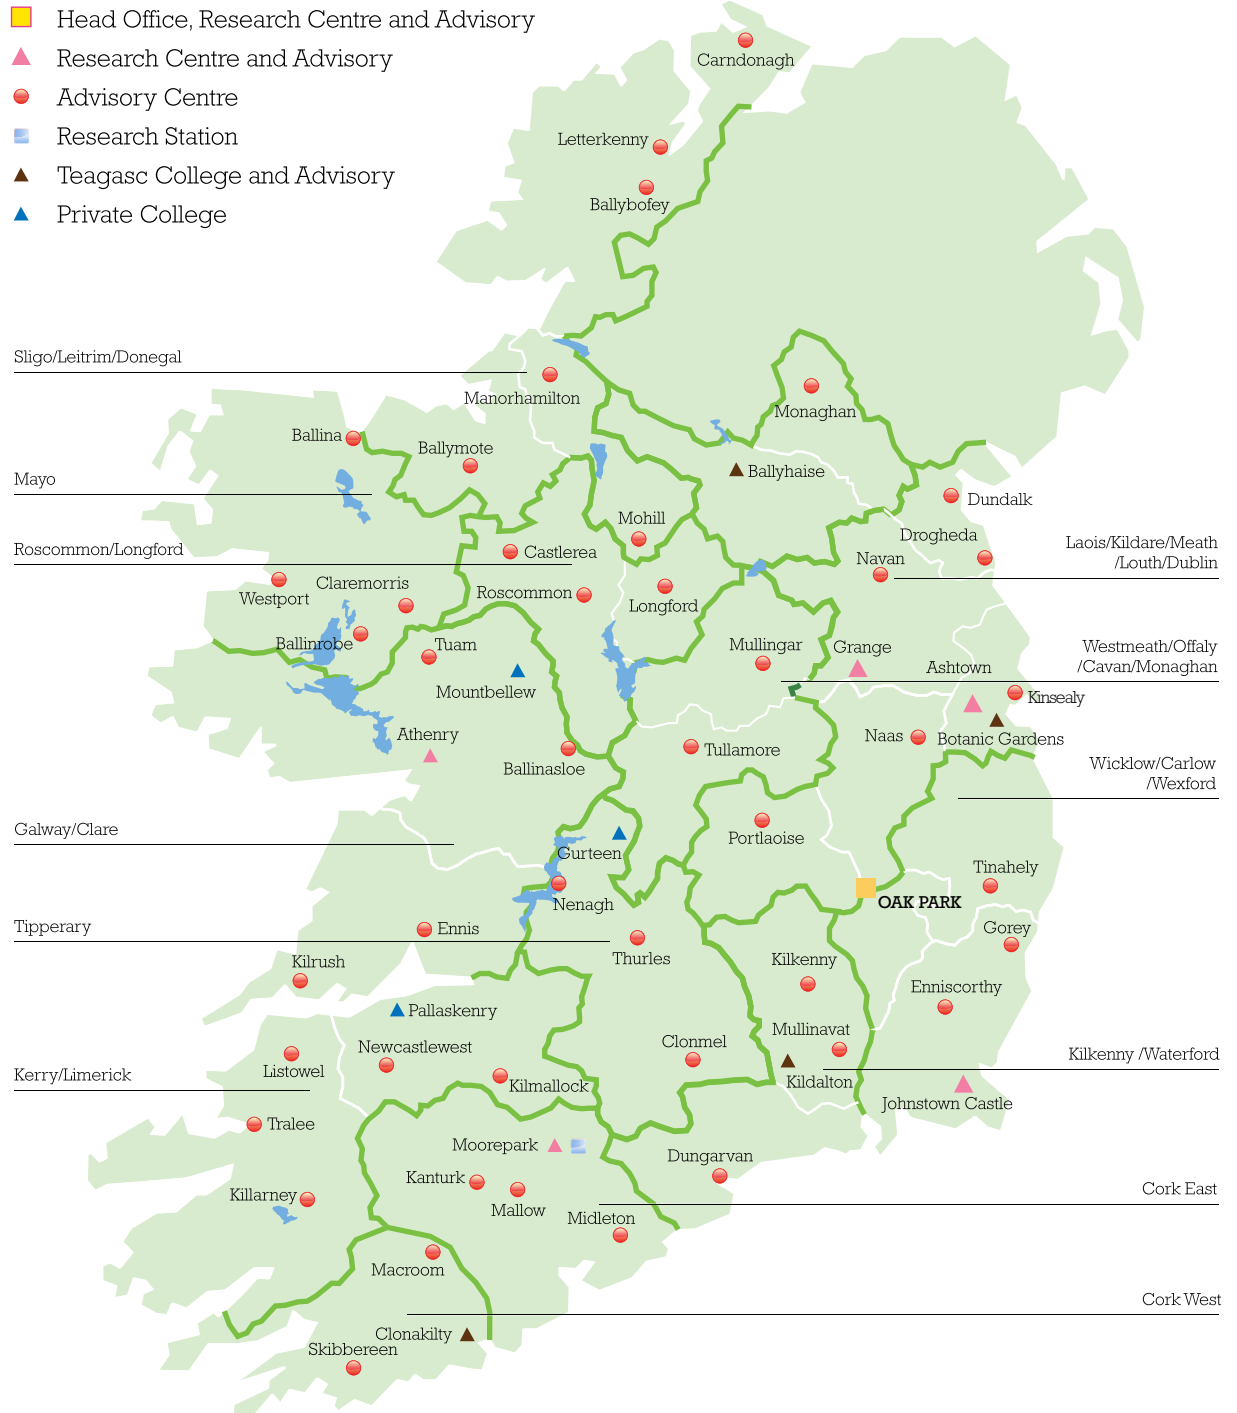 Head Office, Research Centre and Advisory
Research Centre and Advisory
Advisory Centre
Research Station
Teagasc College and Advisory
Private College
Carndonagh
Letterkenny
Ballybofey
Sligo/Leitrim/Donegal
Manorhamilton
Monaghan
Ballina
Ballymote
Ballyhaise
Mayo
Dundalk
Mohill
Drogheda
Roscommon/Longford
Castlerea
Laois/Kildare/Meath
/Louth/Dublin
Navan
Westport
Claremorris
Roscommon
Longford
Ballinrobe
Tuam
Mullingar
Grange
Westmeath/Offaly
/Cavan/Monaghan
Ashtown
Mountbellew
Kinsealy
Athenry
Naas
Botanic Gardens
Tullamore
Ballinasloe
Wicklow/Carlow
/Wexford
Galway/Clare
Portlaoise
Gurteen
Tinahely
Nenagh
OAK PARK
Tipperary
Ennis
Gorey
Thurles
Kilkenny
Kilrush
Enniscorthy
Pallaskenry
Mullinavat
Clonmel
Newcastlewest
Kilkenny /Waterford
Listowel
Kerry/Limerick
Kilmallock
Kildalton
Johnstown Castle
Tralee
Moorepark
Dungarvan
Kanturk
Killarney
Mallow
Cork East
Midleton
Macroom
Cork West
Clonakilty
Skibbereen